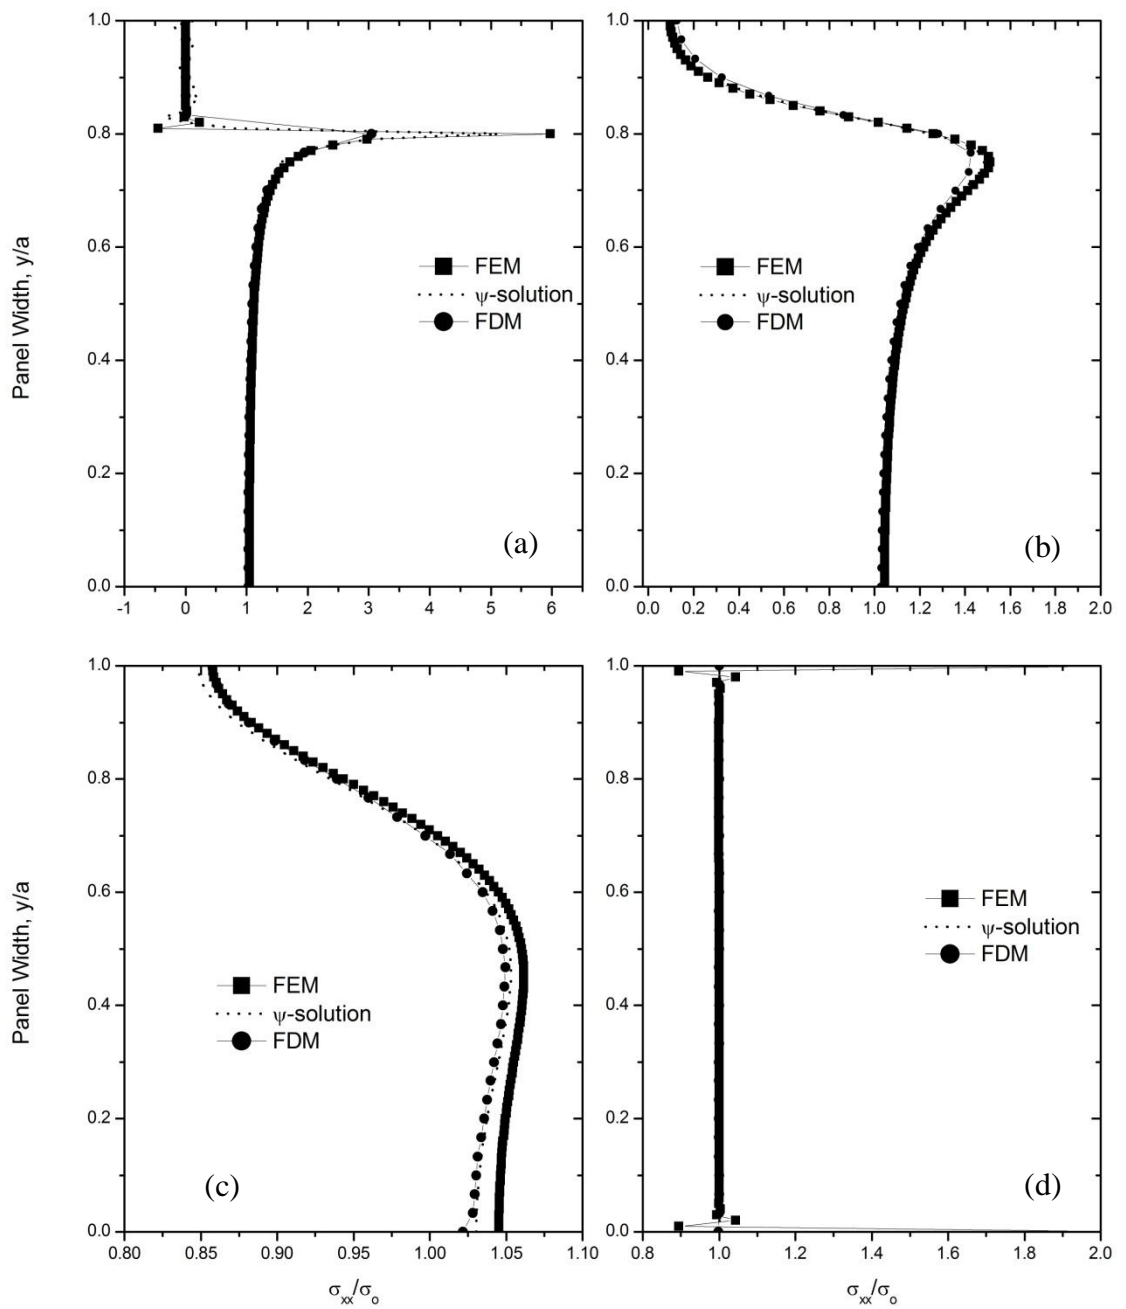 1.0
0.8
0.6
0.4
0.2
0.0
Panel Width, y/a
FEM
ψ-solution
FDM
(a)
-1 0 1 2 3 4 5 6
1.0
0.8
0.6
0.4
0.2
0.0
FEM
ψ-solution
FDM
(b)
0.0 0.2 0.4 0.6 0.8 1.0 1.2 1.4 1.6 1.8 2.0
1.0
0.8
0.6
0.4
0.2
0.0
Panel Width, y/a
FEM
ψ-solution
FDM
(c)
0.80 0.85 0.90 0.95 1.00 1.05 1.10
σxx/σo
1.0
0.8
0.6
0.4
0.2
0.0
FEM
ψ-solution
FDM
(d)
0.8 1.0 1.2 1.4 1.6 1.8 2.0
σxx/σo